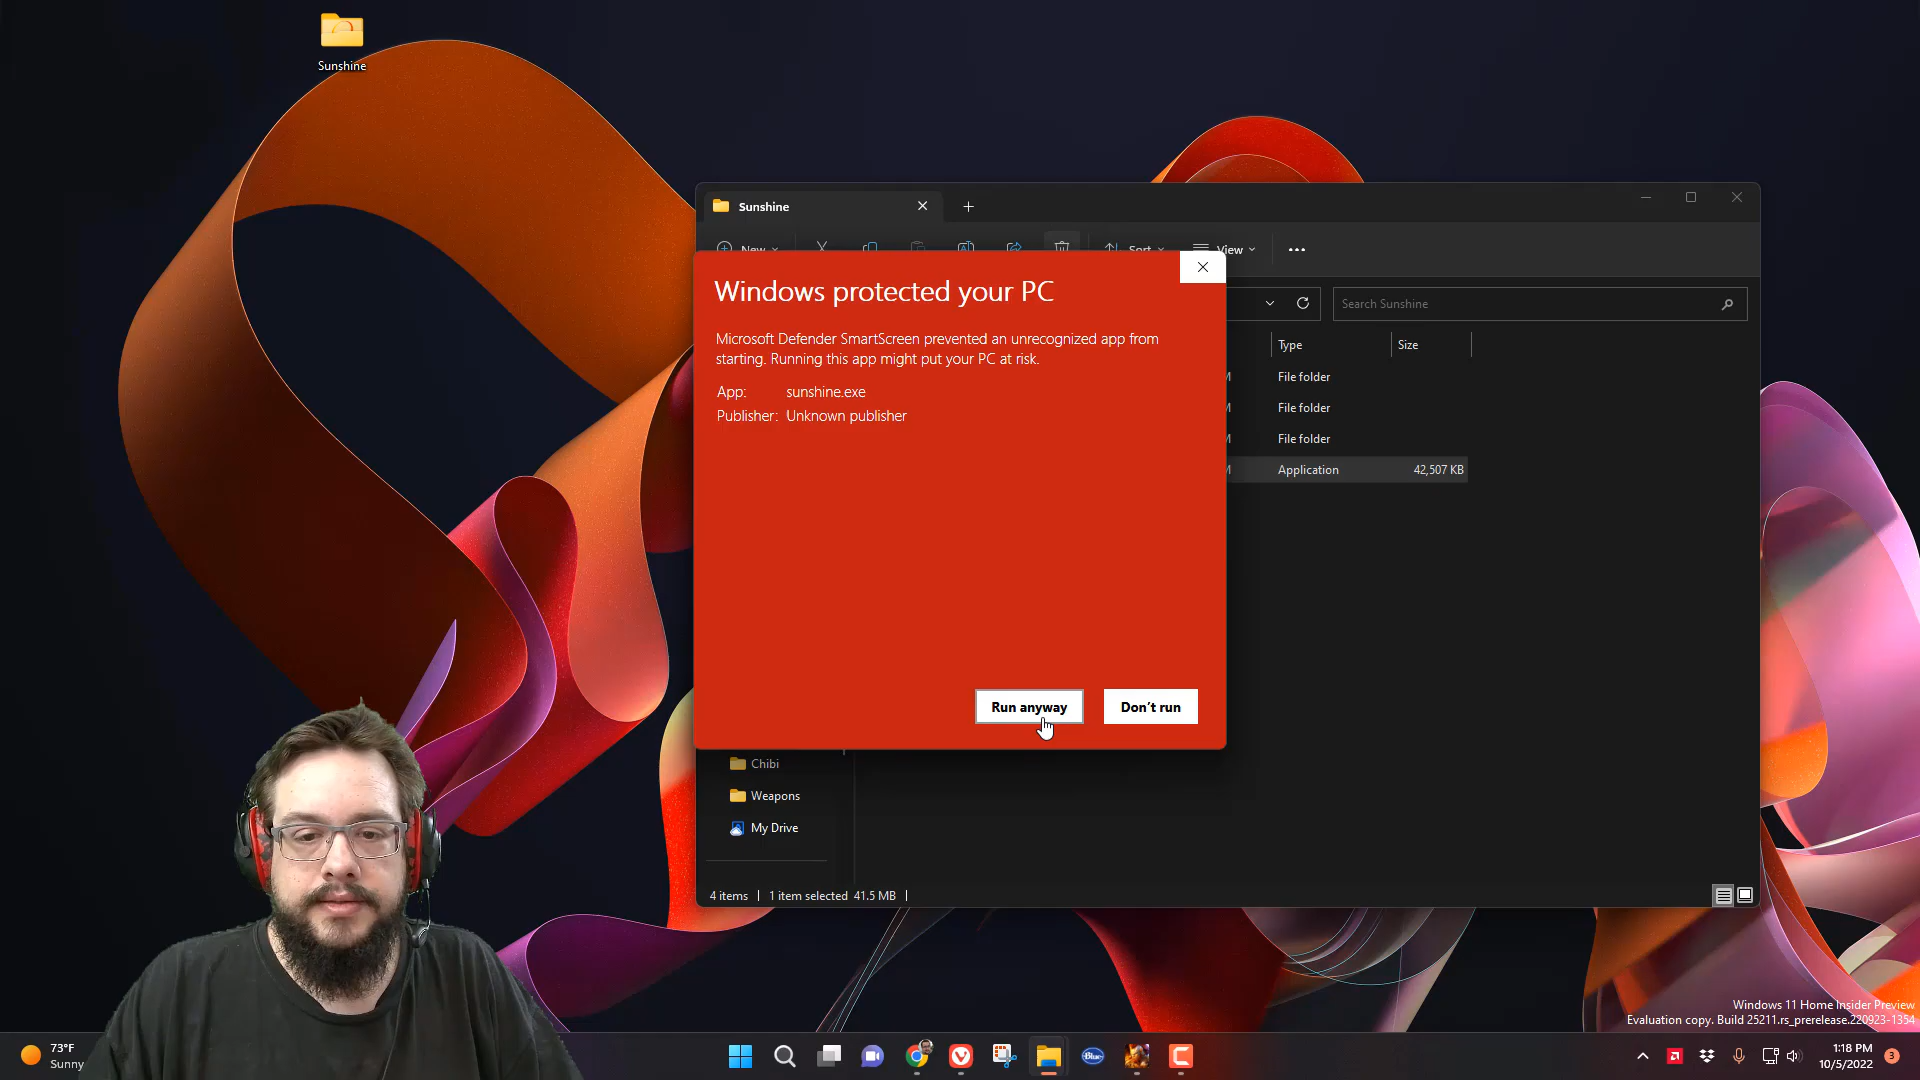 Sunshine
Sunshine
New
Sort
View
Search Sunshine
Type
Size
File folder
File folder
File folder
Application
42,507 KB
Windows protected your PC
Microsoft Defender SmartScreen prevented an unrecognized app from
starting. Running this app might put your PC at risk.
App: sunshine.exe
Publisher: Unknown publisher
Run anyway
Don't run
Chibi
Weapons
My Drive
4 items
1 item selected 41.5 MB
Windows 11 Home Insider Preview
Evaluation copy. Build 25211.rs_prerelease.220923-1354
73°F
Sunny
Blue
1:18 PM
10/5/2022
3